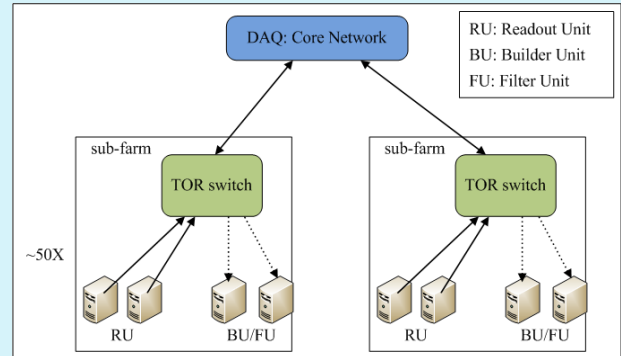 DAQ: Core Network
RU: Readout Unit
BU: Builder Unit
FU: Filter Unit
sub-farm
TOR switch
RU
BU/FU
sub-farm
TOR switch
RU
BU/FU
~50X